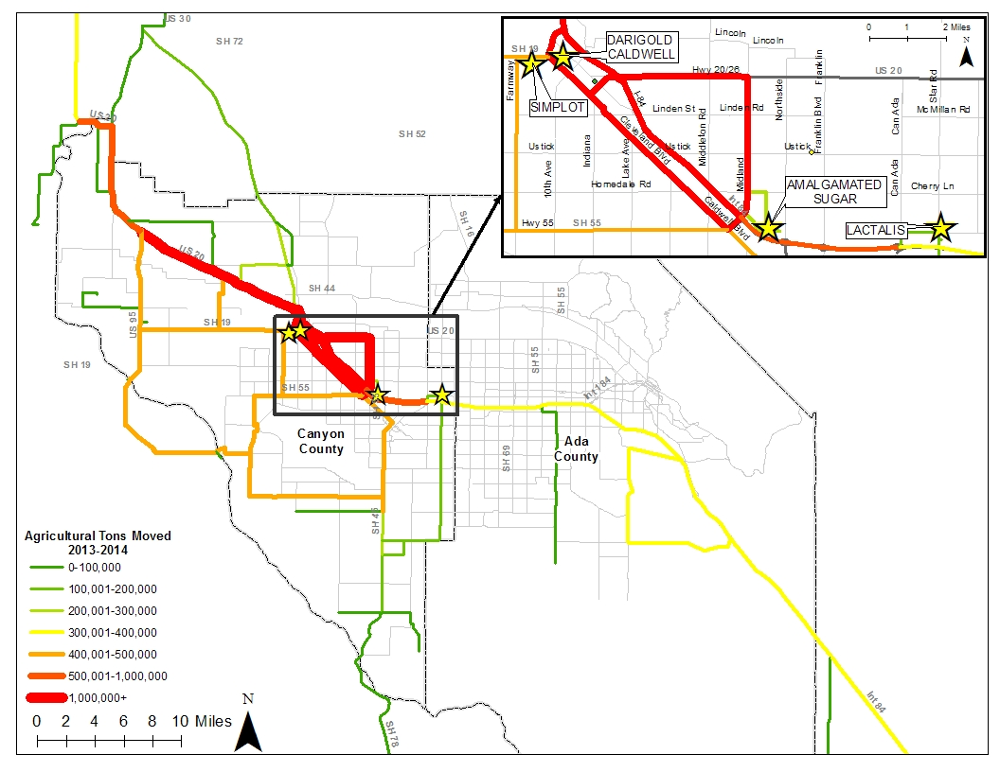 US 30
SH 72
US 30
SH 52
SH 16
US 20
SH 44
SH 19
US 95
SH 19
US 20
SH 55
SH 55
SH 55
Int 84
SH 69
SH 45
SH 78
Int 84
Canyon
County
Ada
County
Agricultural Tons Moved
2013-2014
0-100,000
100,001-200,000
200,001-300,000
300,001-400,000
400,001-500,000
500,001-1,000,000
1,000,000+
0 2 4 6 8 10 Miles
N
0 1 2 Miles
N
Lincoln
Lincoln
DARIGOLD
CALDWELL
SH 19
SIMPLOT
Farmway
Hwy 20/26
US 20
I-84
Linden St
Linden Rd
Northside
Franklin
Franklin Blvd
Can Ada
Star Rd
McMillan Rd
Cleveland Blvd
Ustick
Ustick
Ustick
Indiana
Lake Ave
Middleton Rd
Midland
10th Ave
Homedale Rd
Can Ada
Cherry Ln
AMALGAMATED
SUGAR
LACTALIS
Hwy 55
SH 55
Caldwell Blvd